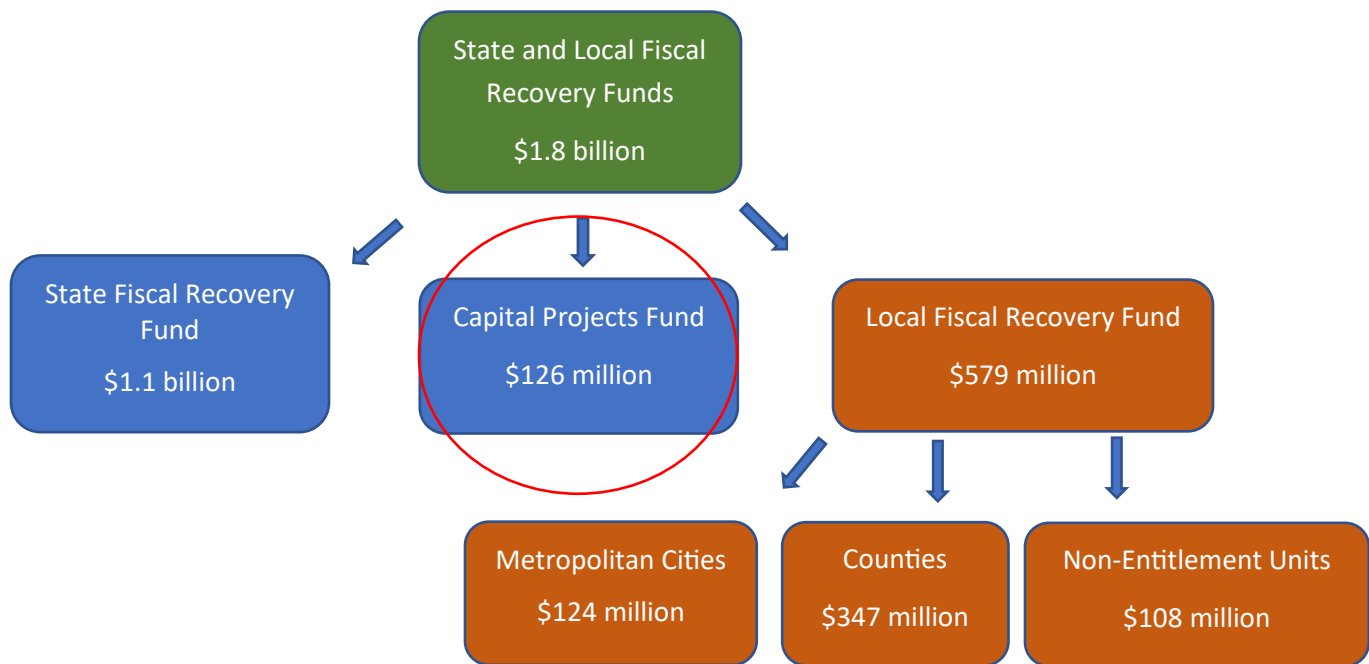 State and Local Fiscal
Recovery Funds
$1.8 billion
State Fiscal Recovery
Fund
$1.1 billion
Capital Projects Fund
$126 million
Local Fiscal Recovery Fund
$579 million
Metropolitan Cities
$124 million
Counties
$347 million
Non-Entitlement Units
$108 million